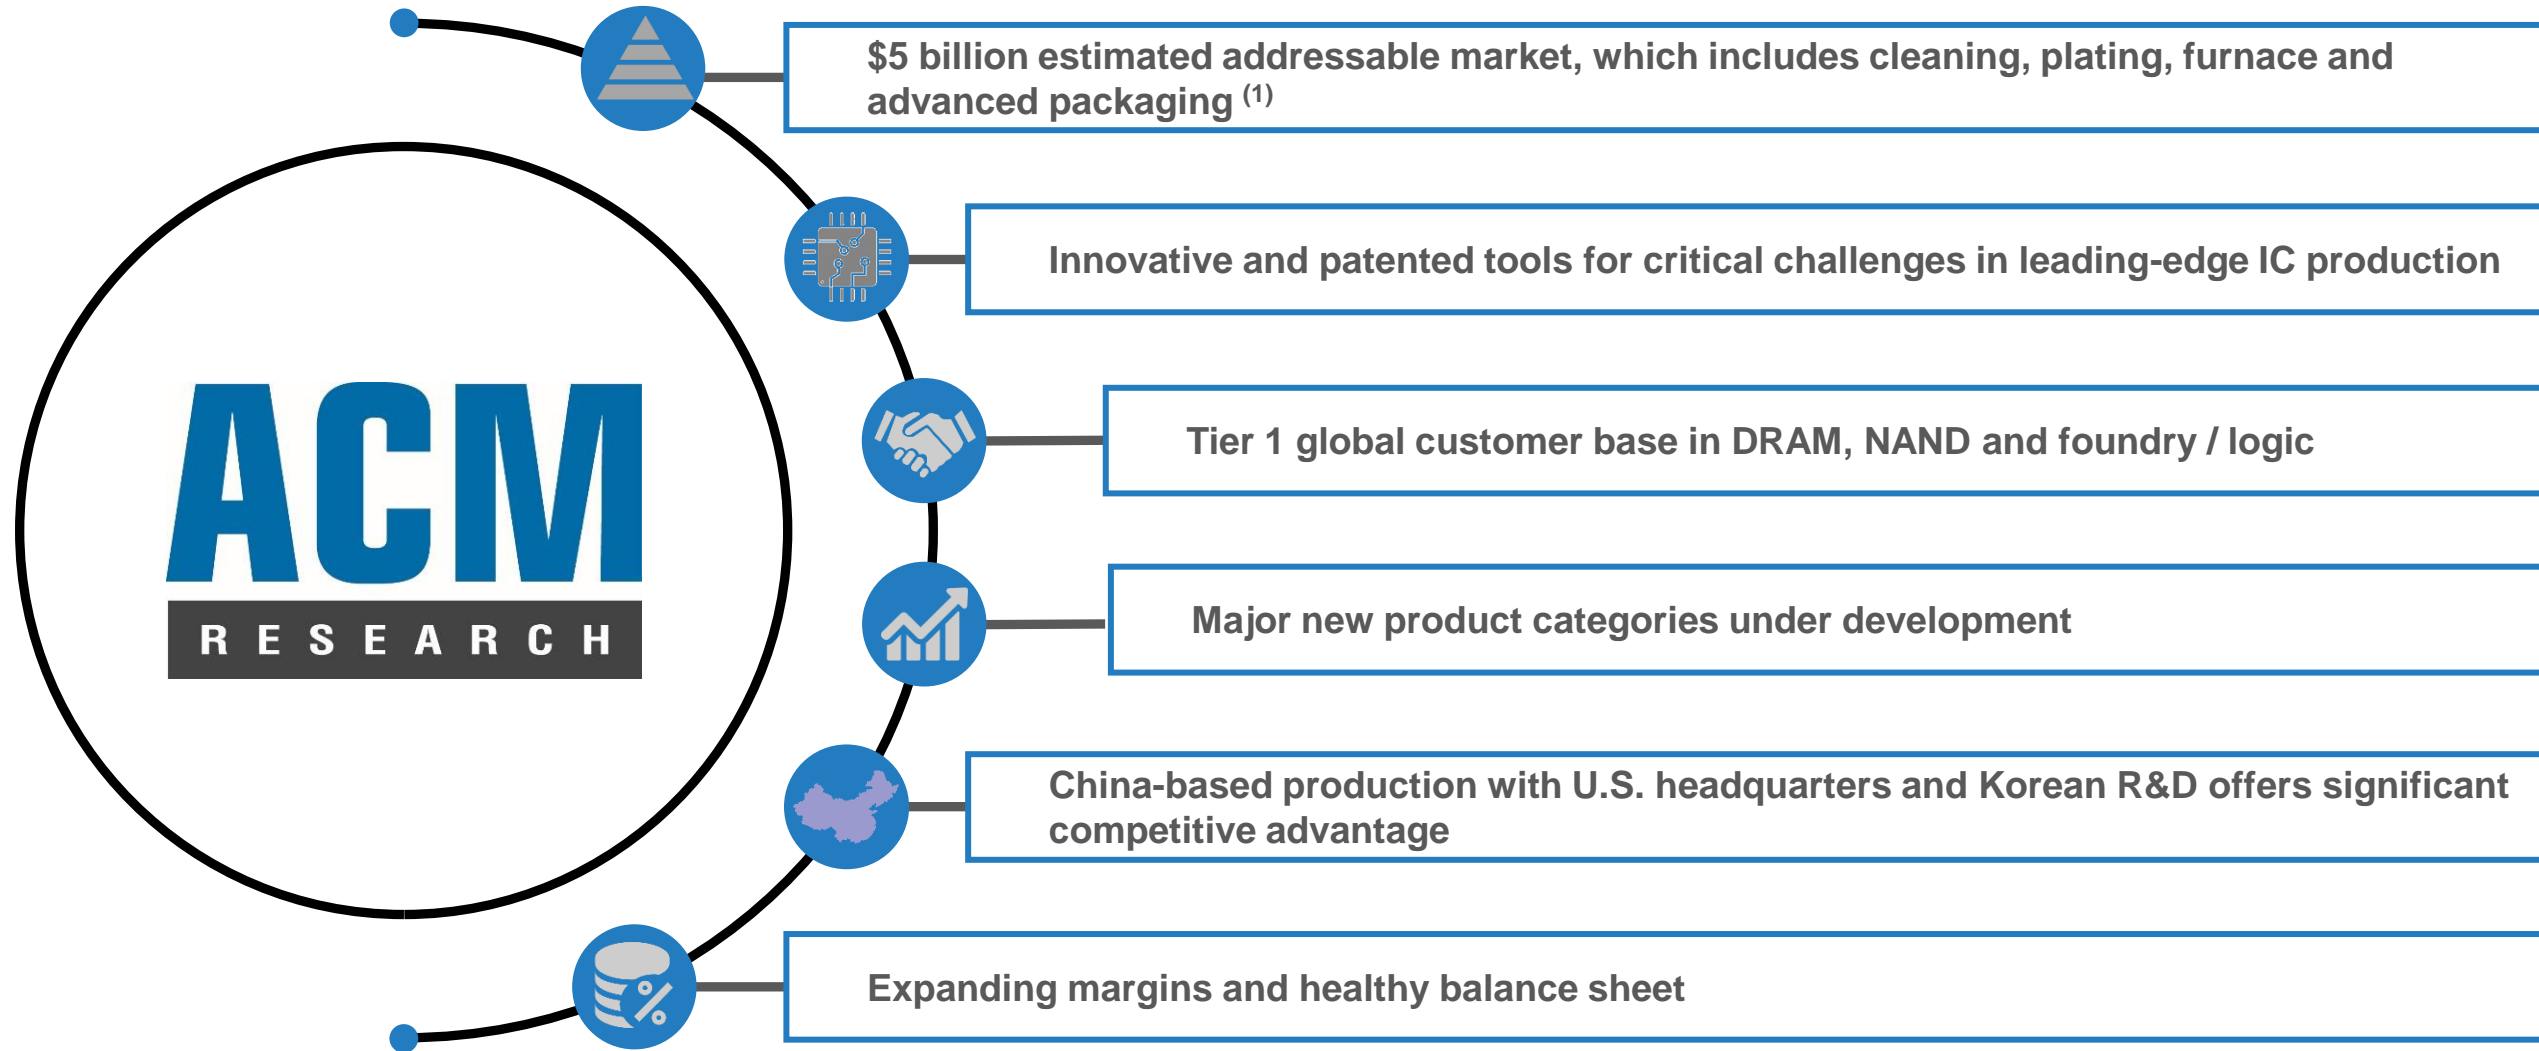 $5 billion estimated addressable market, which includes cleaning, plating, furnace and
advanced packaging (1)
Innovative and patented tools for critical challenges in leading-edge IC production
Tier 1 global customer base in DRAM, NAND and foundry / logic
ACM
RESEARCH
Major new product categories under development
China-based production with U.S. headquarters and Korean R&D offers significant
competitive advantage
Expanding margins and healthy balance sheet